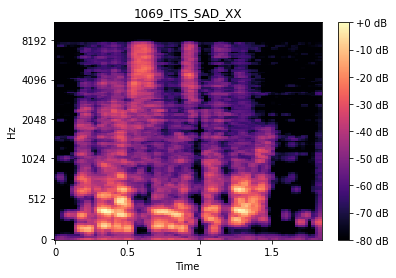 1069_ITS_SAD_XX
Hz
8192
4096
2048
1024
512
0
0
0.5
1
1.5
Time
+0 dB
-10 dB
-20 dB
-30 dB
-40 dB
-50 dB
-60 dB
-70 dB
-80 dB